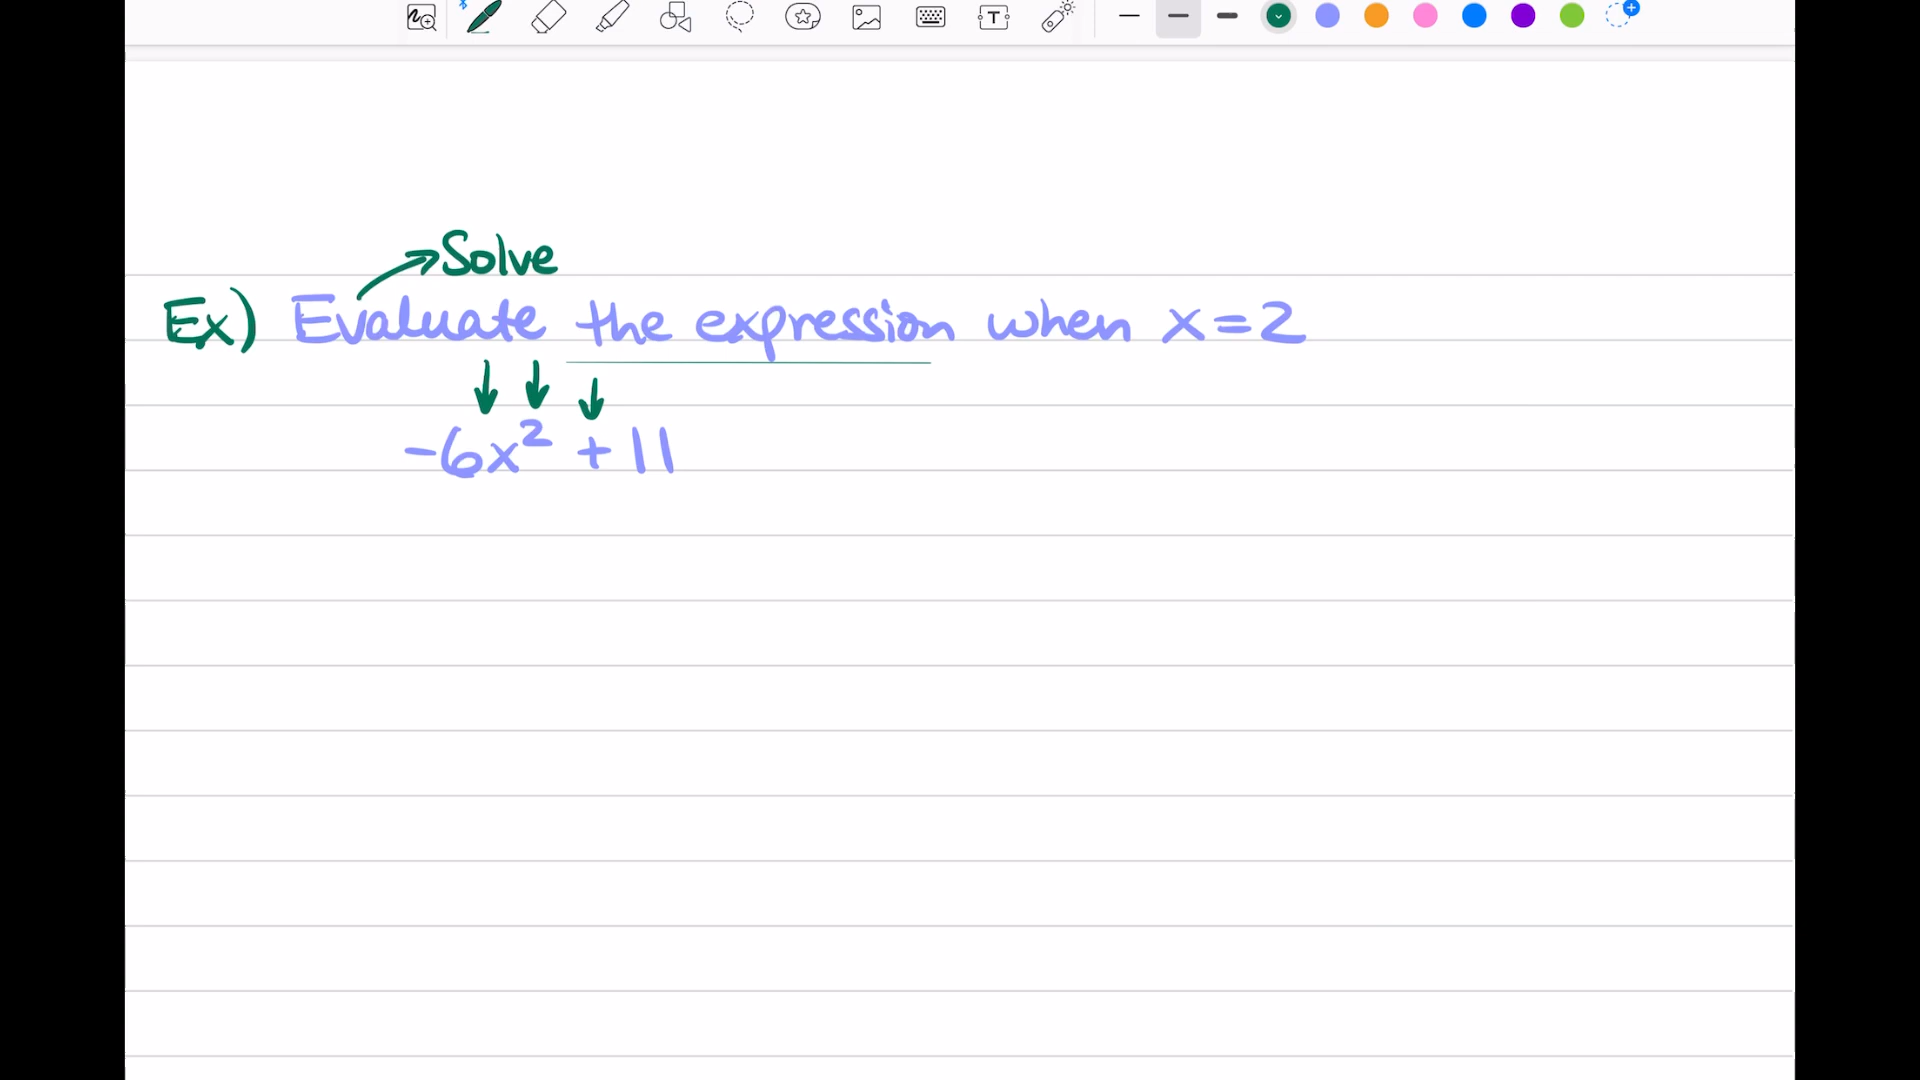 Solve
Ex) Evaluate the expression when x=2
-6x² + 11